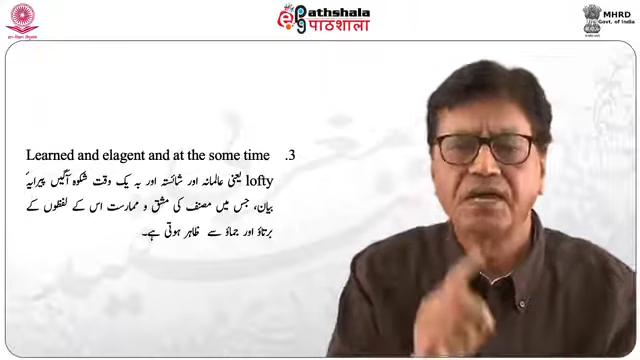 ePathshala
पाठशाला
MHRD
Govt. of India
3. Learned and elagent and at the some time
lofty یعنی عالمانہ اور شائستہ اور بہ یک وقت شکوہ آگیں پیرایۂ
بیان، جس میں مصنف کی مشق و ممارست اس کے لفظوں کے
برتاؤ اور جماؤ سے ظاہر ہوتی ہے۔